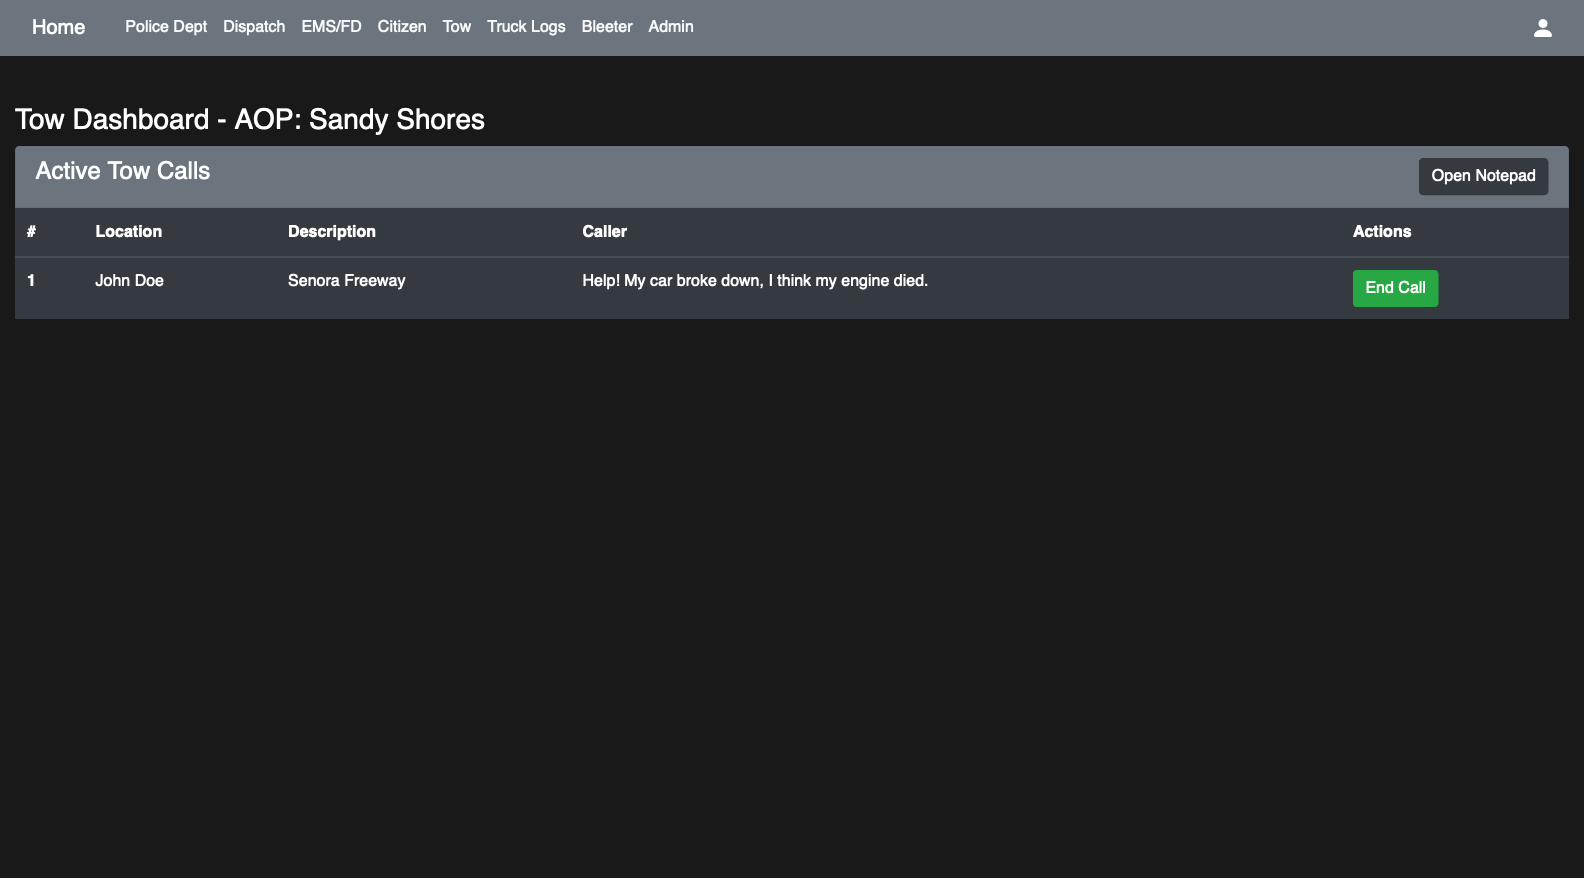 Home Police Dept Dispatch EMS/FD Citizen Tow Truck Logs Bleeter Admin
Tow Dashboard - AOP: Sandy Shores
Active Tow Calls Open Notepad
# Location Description Caller Actions
1 John Doe Senora Freeway Help! My car broke down, I think my engine died. End Call